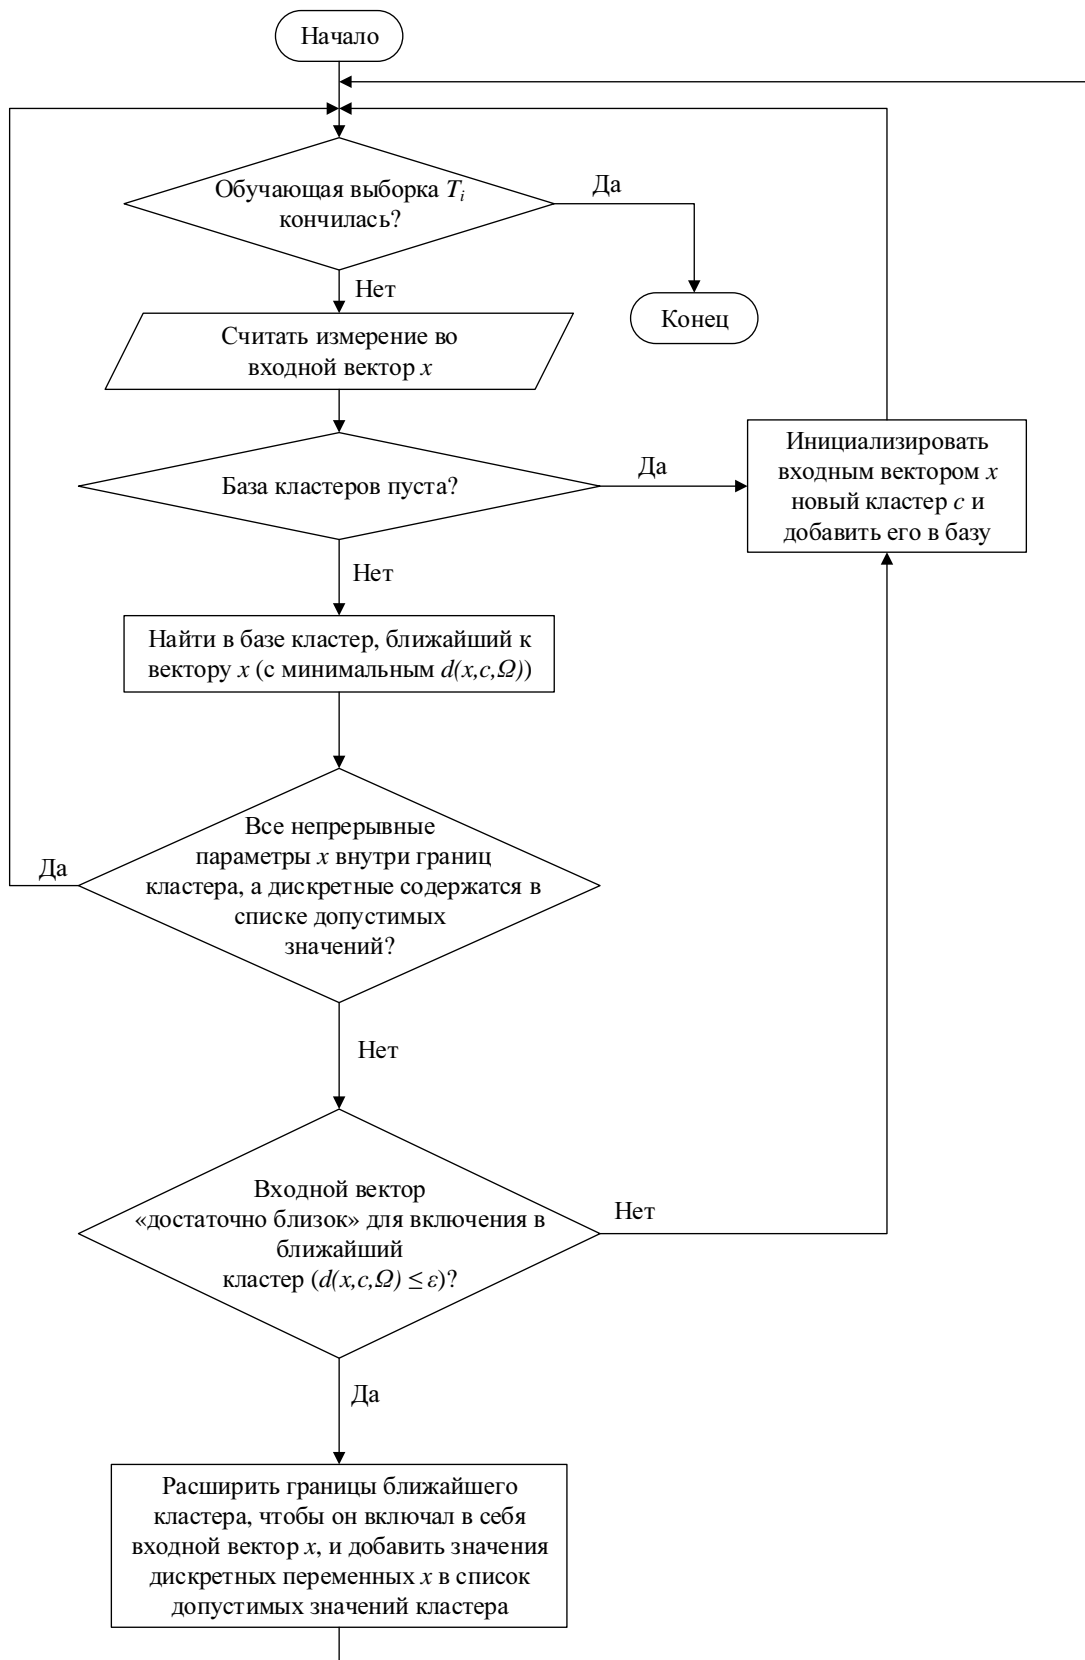 Начало
Обучающая выборка Ti
кончилась?
Да
Нет
Конец
Считать измерение во
входной вектор x
База кластеров пуста?
Да
Инициализировать
входным вектором x
новый кластер c и
добавить его в базу
Нет
Найти в базе кластер, ближайший к
вектору x (с минимальным d(x,c,Ω))
Все непрерывные
параметры x внутри границ
кластера, а дискретные содержатся в
списке допустимых
значений?
Да
Нет
Входной вектор
«достаточно близок» для включения в
ближайший
кластер (d(x,c,Ω) ≤ ε)?
Нет
Да
Расширить границы ближайшего
кластера, чтобы он включал в себя
входной вектор x, и добавить значения
дискретных переменных x в список
допустимых значений кластера